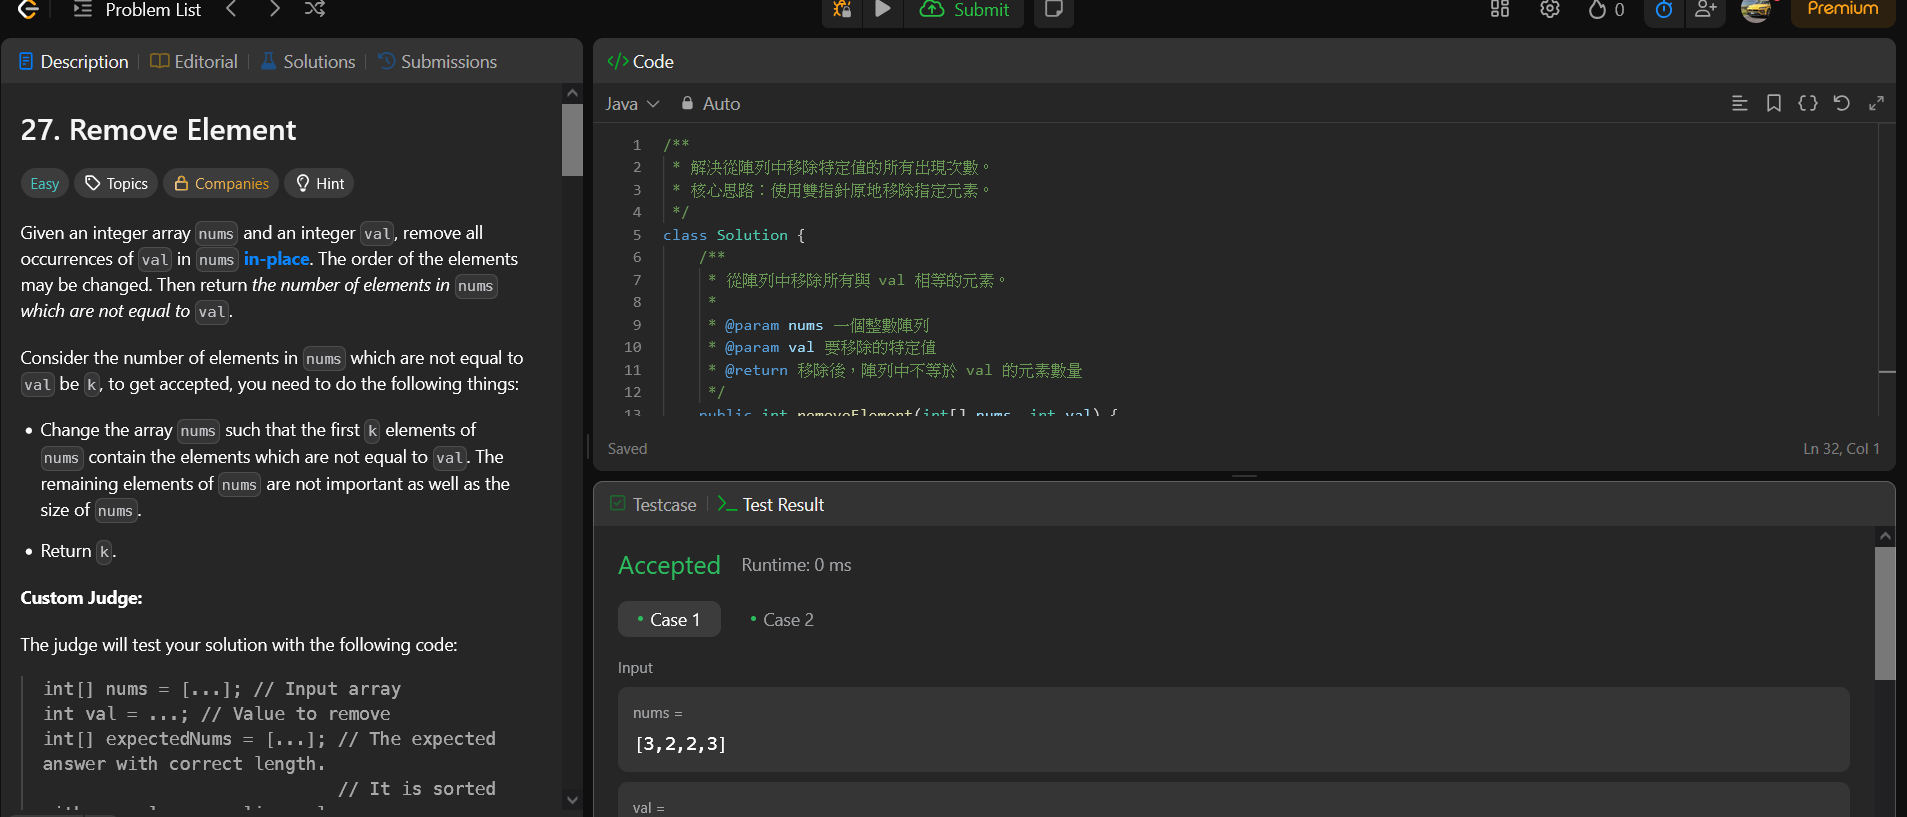 Problem List
Submit
0
Premium
Description
Editorial
Solutions
Submissions
27. Remove Element
Easy
Topics
Companies
Hint
Given an integer array nums and an integer val, remove all
occurrences of val in nums in-place. The order of the elements
may be changed. Then return the number of elements in nums
which are not equal to val.
Consider the number of elements in nums which are not equal to
val be k, to get accepted, you need to do the following things:
• Change the array nums such that the first k elements of
nums contain the elements which are not equal to val. The
remaining elements of nums are not important as well as the
size of nums.
• Return k.
Custom Judge:
The judge will test your solution with the following code:
int[] nums = [...]; // Input array
int val = ...; // Value to remove
int[] expectedNums = [...]; // The expected
answer with correct length.
// It is sorted
</> Code
Java
Auto
1 /**
2 * 解決從陣列中移除特定值的所有出現次數。
3 * 核心思路：使用雙指針原地移除指定元素。
4 */
5 class Solution {
6 /**
7 * 從陣列中移除所有與 val 相等的元素。
8 *
9 * @param nums 一個整數陣列
10 * @param val 要移除的特定值
11 * @return 移除後，陣列中不等於 val 的元素數量
12 */
13 public int removeElement(int[] nums, int val) {
Saved
Ln 32, Col 1
Testcase
>_ Test Result
Accepted
Runtime: 0 ms
• Case 1
• Case 2
Input
nums =
[3,2,2,3]
val =